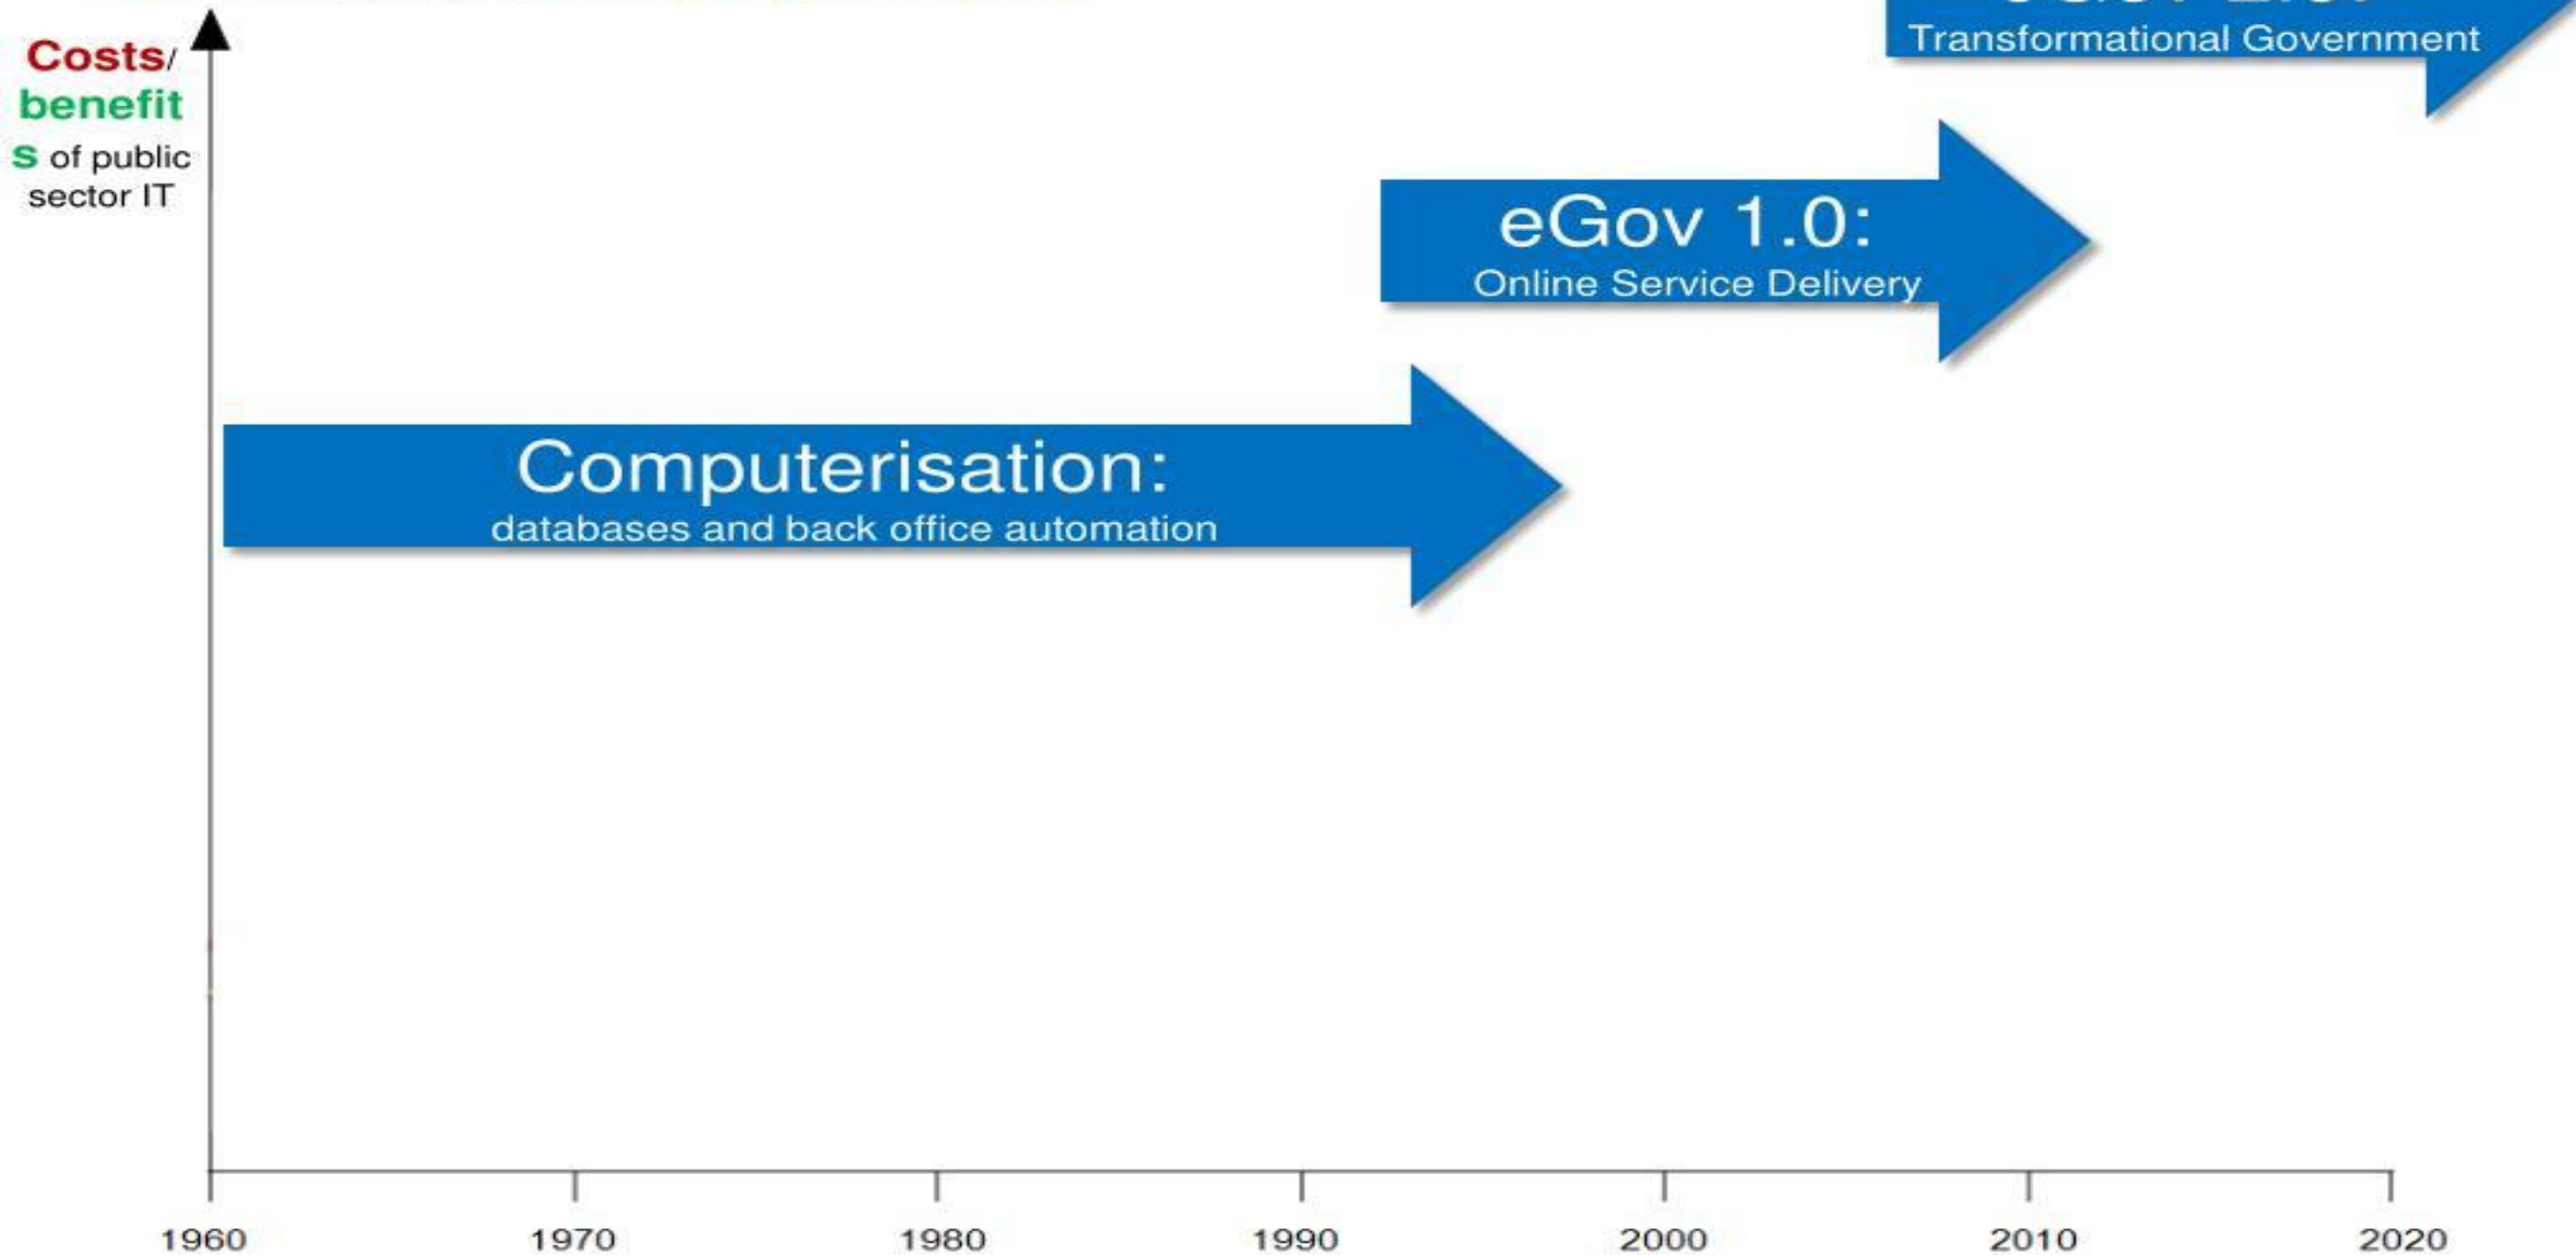 Costs/
benefit
s of public
sector IT
Transformational Government
eGov 1.0:
Online Service Delivery
Computerisation:
databases and back office automation
1960 1970 1980 1990 2000 2010 2020